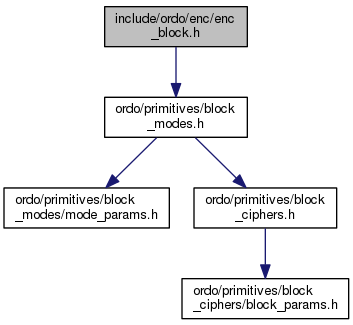 include/ordo/enc/enc
_block.h
ordo/primitives/block
_modes.h
ordo/primitives/block
_modes/mode_params.h
ordo/primitives/block
_ciphers.h
ordo/primitives/block
_ciphers/block_params.h